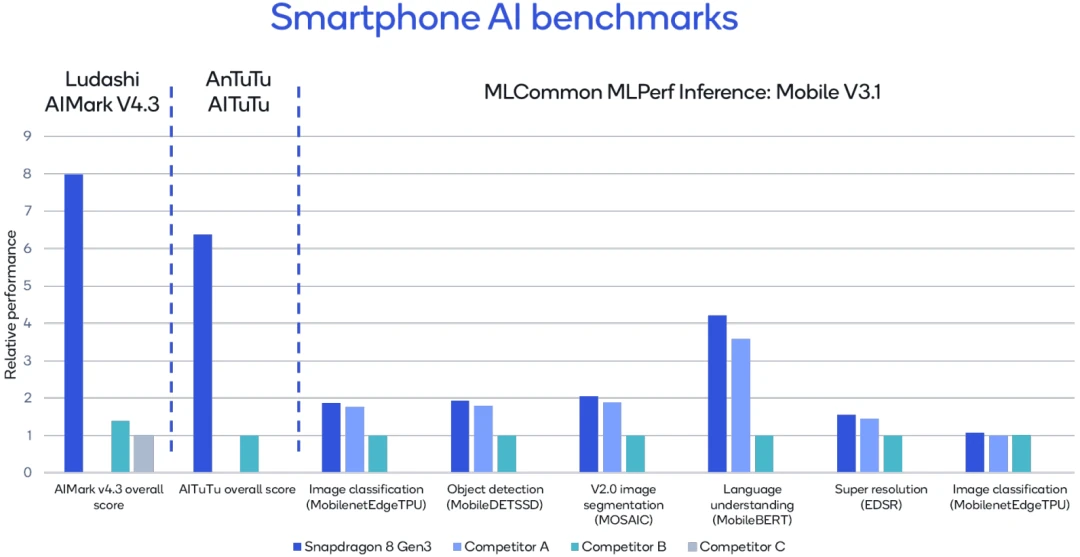 Smartphone AI benchmarks
Ludashi
AIMark V4.3
AnTuTu
AITuTu
MLCommon MLPerf Inference: Mobile V3.1
Relative performance
9
8
7
6
5
4
3
2
1
0
AIMark v4.3 overall
score
AITuTu overall score
Image classification
(MobilenetEdgeTPU)
Object detection
(MobileDETSSD)
V2.0 image
segmentation
(MOSAIC)
Language
understanding
(MobileBERT)
Super resolution
(EDSR)
Image classification
(MobilenetEdgeTPU)
Snapdragon 8 Gen3
Competitor A
Competitor B
Competitor C